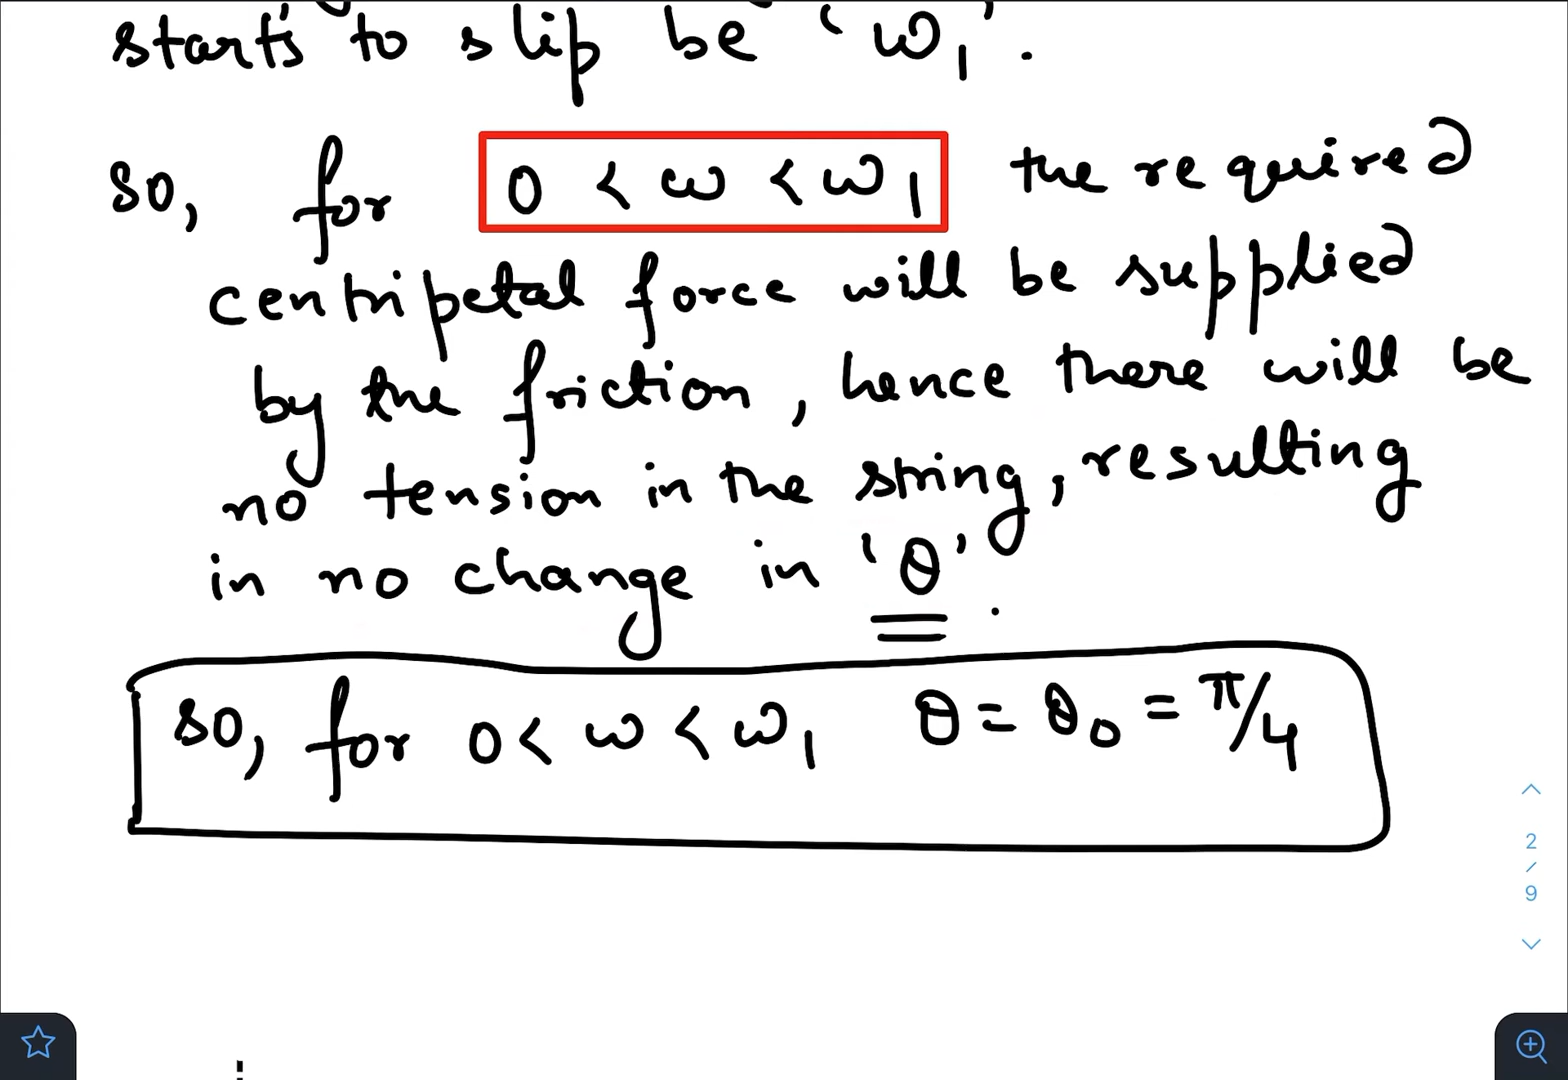 starts to slip be 'ω₁'.
so, for 0 < ω < ω₁ the required
centripetal force will be supplied
by the friction, hence there will be
no tension in the string, resulting
in no change in 'θ'.
so, for 0 < ω < ω₁ θ = θ₀ = π/4
2
/
9